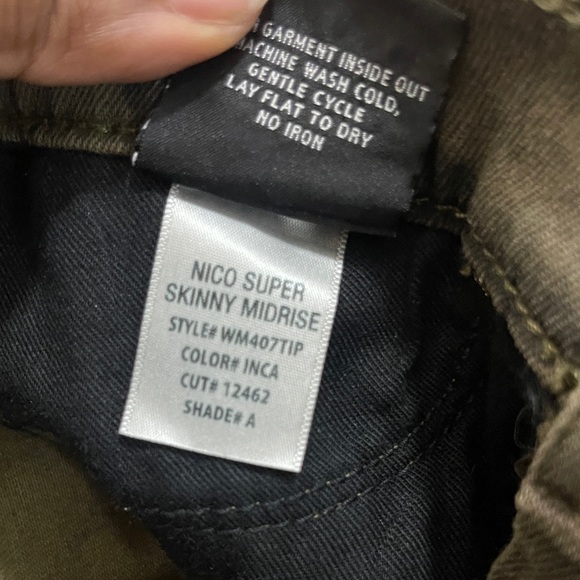 GARMENT INSIDE OUT
MACHINE WASH COLD,
GENTLE CYCLE
LAY FLAT TO DRY
NO IRON
NICO SUPER
SKINNY MIDRISE
STYLE# WM407TIP
COLOR# INCA
CUT# 12462
SHADE# A